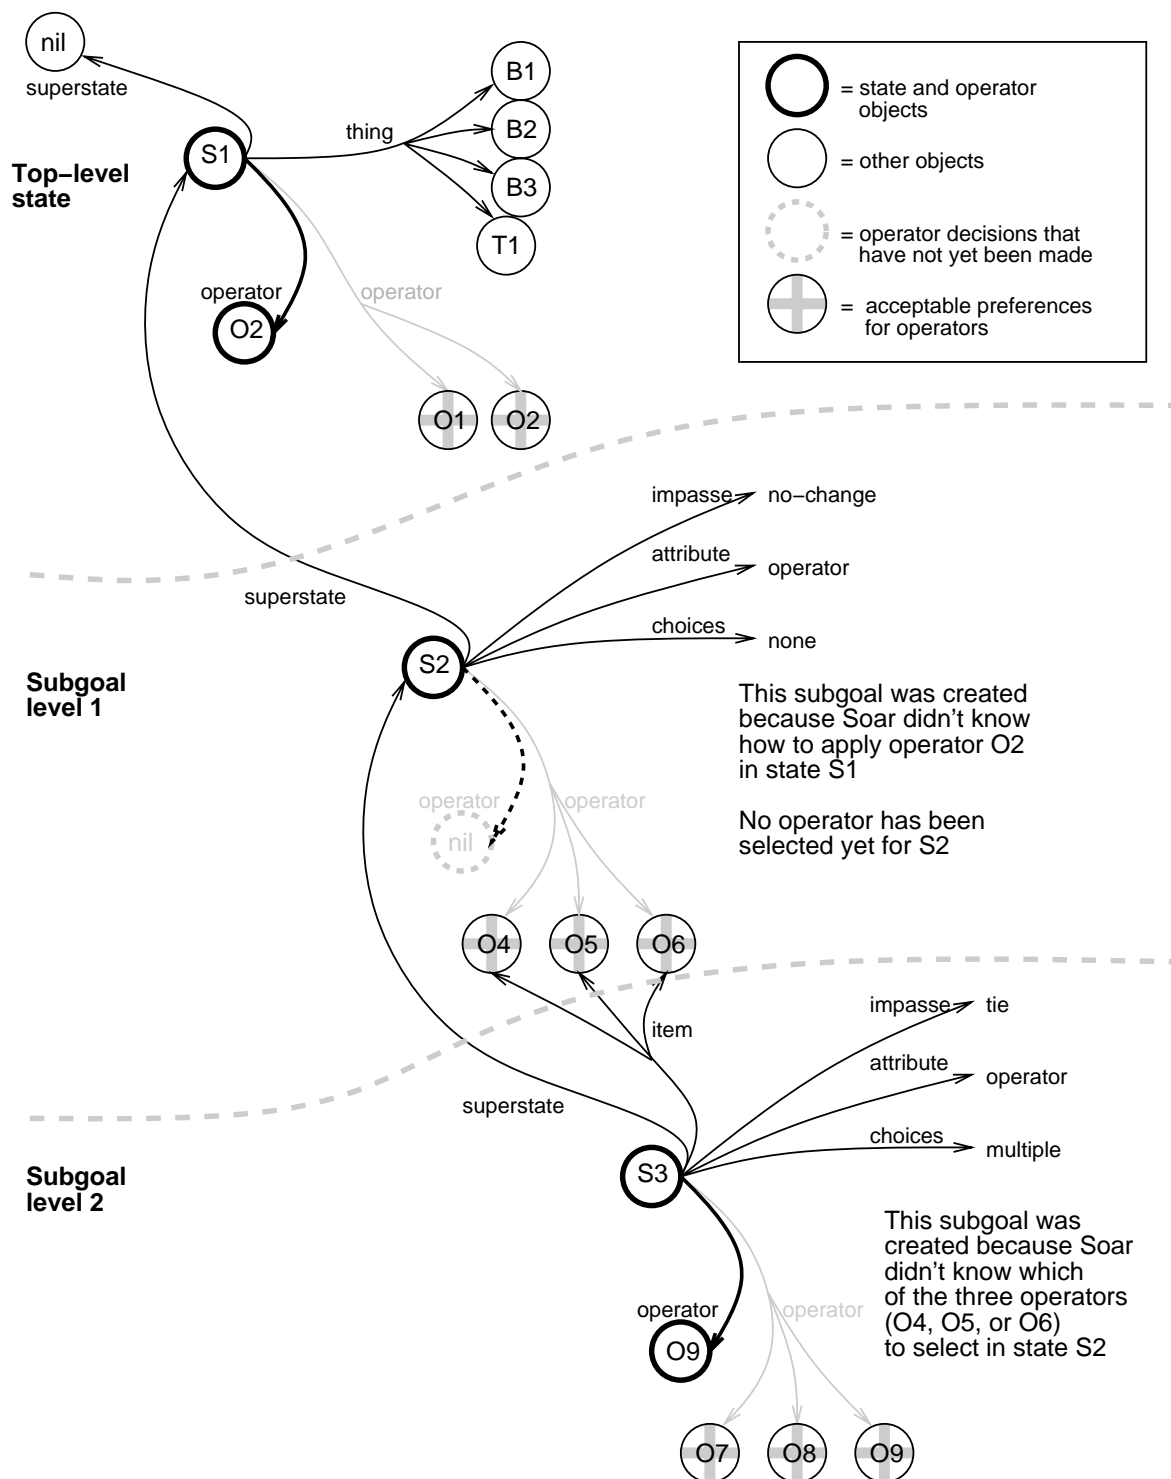 nil
superstate
Top−level
state
S1
thing
B1
B2
B3
T1
operator
O2
operator
O1
O2
= state and operator
objects
= other objects
= operator decisions that
have not yet been made
= acceptable preferences
for operators
superstate
Subgoal
level 1
S2
impasse
no−change
attribute
operator
choices
none
This subgoal was created
because Soar didn't know
how to apply operator O2
in state S1
No operator has been
selected yet for S2
operator
nil
operator
O4
O5
O6
item
superstate
Subgoal
level 2
S3
impasse
tie
attribute
operator
choices
multiple
This subgoal was
created because Soar
didn't know which
of the three operators
(O4, O5, or O6)
to select in state S2
operator
O9
operator
O7
O8
O9